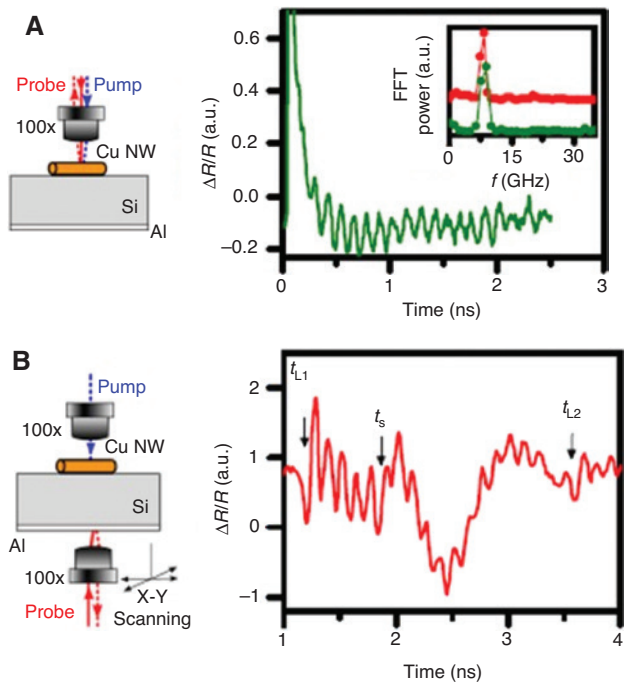 A
Probe
Pump
100x
Cu NW
Si
Al
ΔR/R (a.u.)
0.6
0.4
0.2
0.0
−0.2
0
1
2
3
Time (ns)
FFT
power (a.u.)
0
15
30
f (GHz)
B
Pump
100x
Cu NW
Si
Al
100x
X-Y
Scanning
Probe
ΔR/R (a.u.)
2
1
0
−1
tL1
ts
tL2
1
2
3
4
Time (ns)